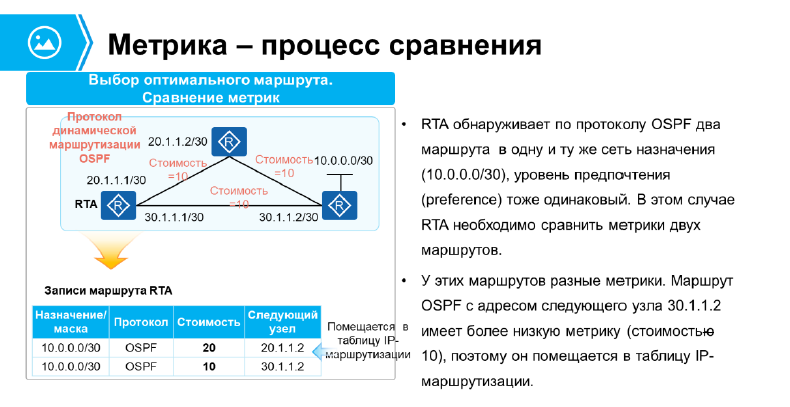 Метрика – процесс сравнения
Выбор оптимального маршрута.
Сравнение метрик
Протокол
динамической
маршрутизации
OSPF
20.1.1.2/30
R
Стоимость
=10
Стоимость
=10
10.0.0.0/30
20.1.1.1/30
Стоимость
=10
RTA
R
R
30.1.1.1/30
30.1.1.2/30
Записи маршрута RTA
Назначение/
маска
Протокол
Стоимость
Следующий
узел
10.0.0.0/30 OSPF 20 20.1.1.2
10.0.0.0/30 OSPF 10 30.1.1.2
Помещается в
таблицу IP-
маршрутизации
• RTA обнаруживает по протоколу OSPF два
маршрута в одну и ту же сеть назначения
(10.0.0.0/30), уровень предпочтения
(preference) тоже одинаковый. В этом случае
RTA необходимо сравнить метрики двух
маршрутов.
• У этих маршрутов разные метрики. Маршрут
OSPF с адресом следующего узла 30.1.1.2
имеет более низкую метрику (стоимостью
10), поэтому он помещается в таблицу IP-
маршрутизации.